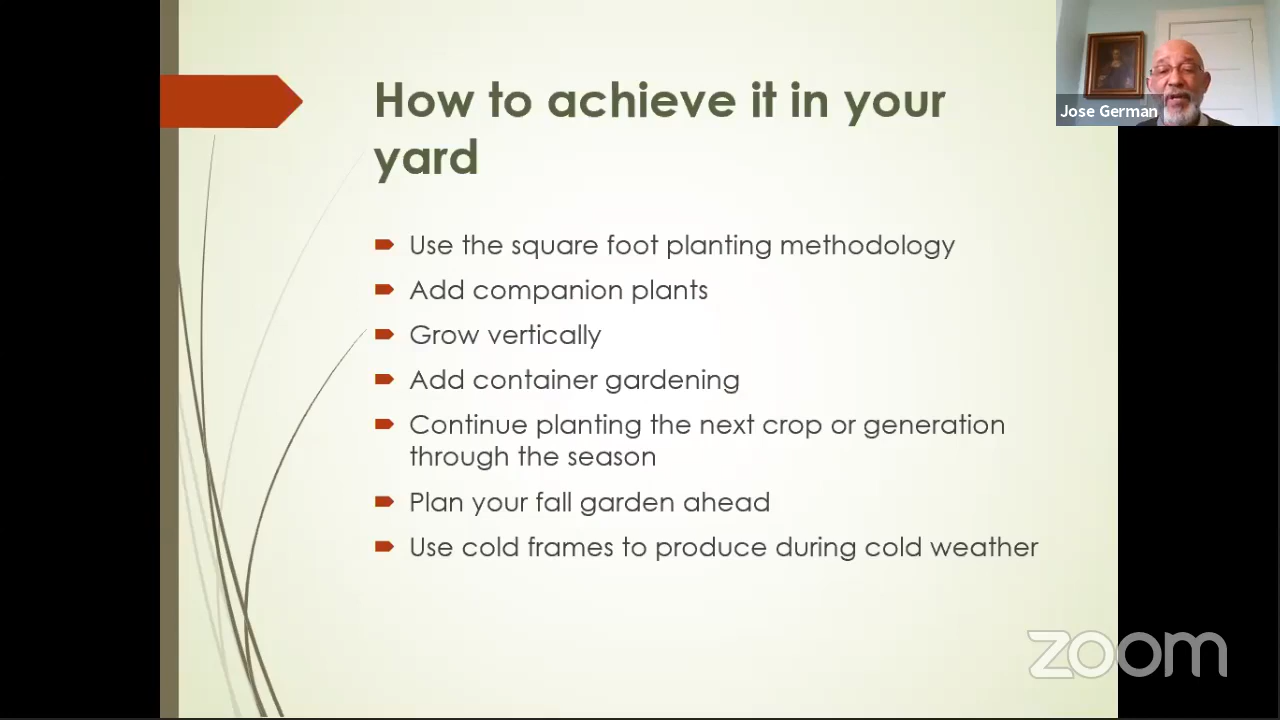 How to achieve it in your
yard
Jose German
Use the square foot planting methodology
Add companion plants
Grow vertically
Add container gardening
Continue planting the next crop or generation
through the season
Plan your fall garden ahead
Use cold frames to produce during cold weather
zoom